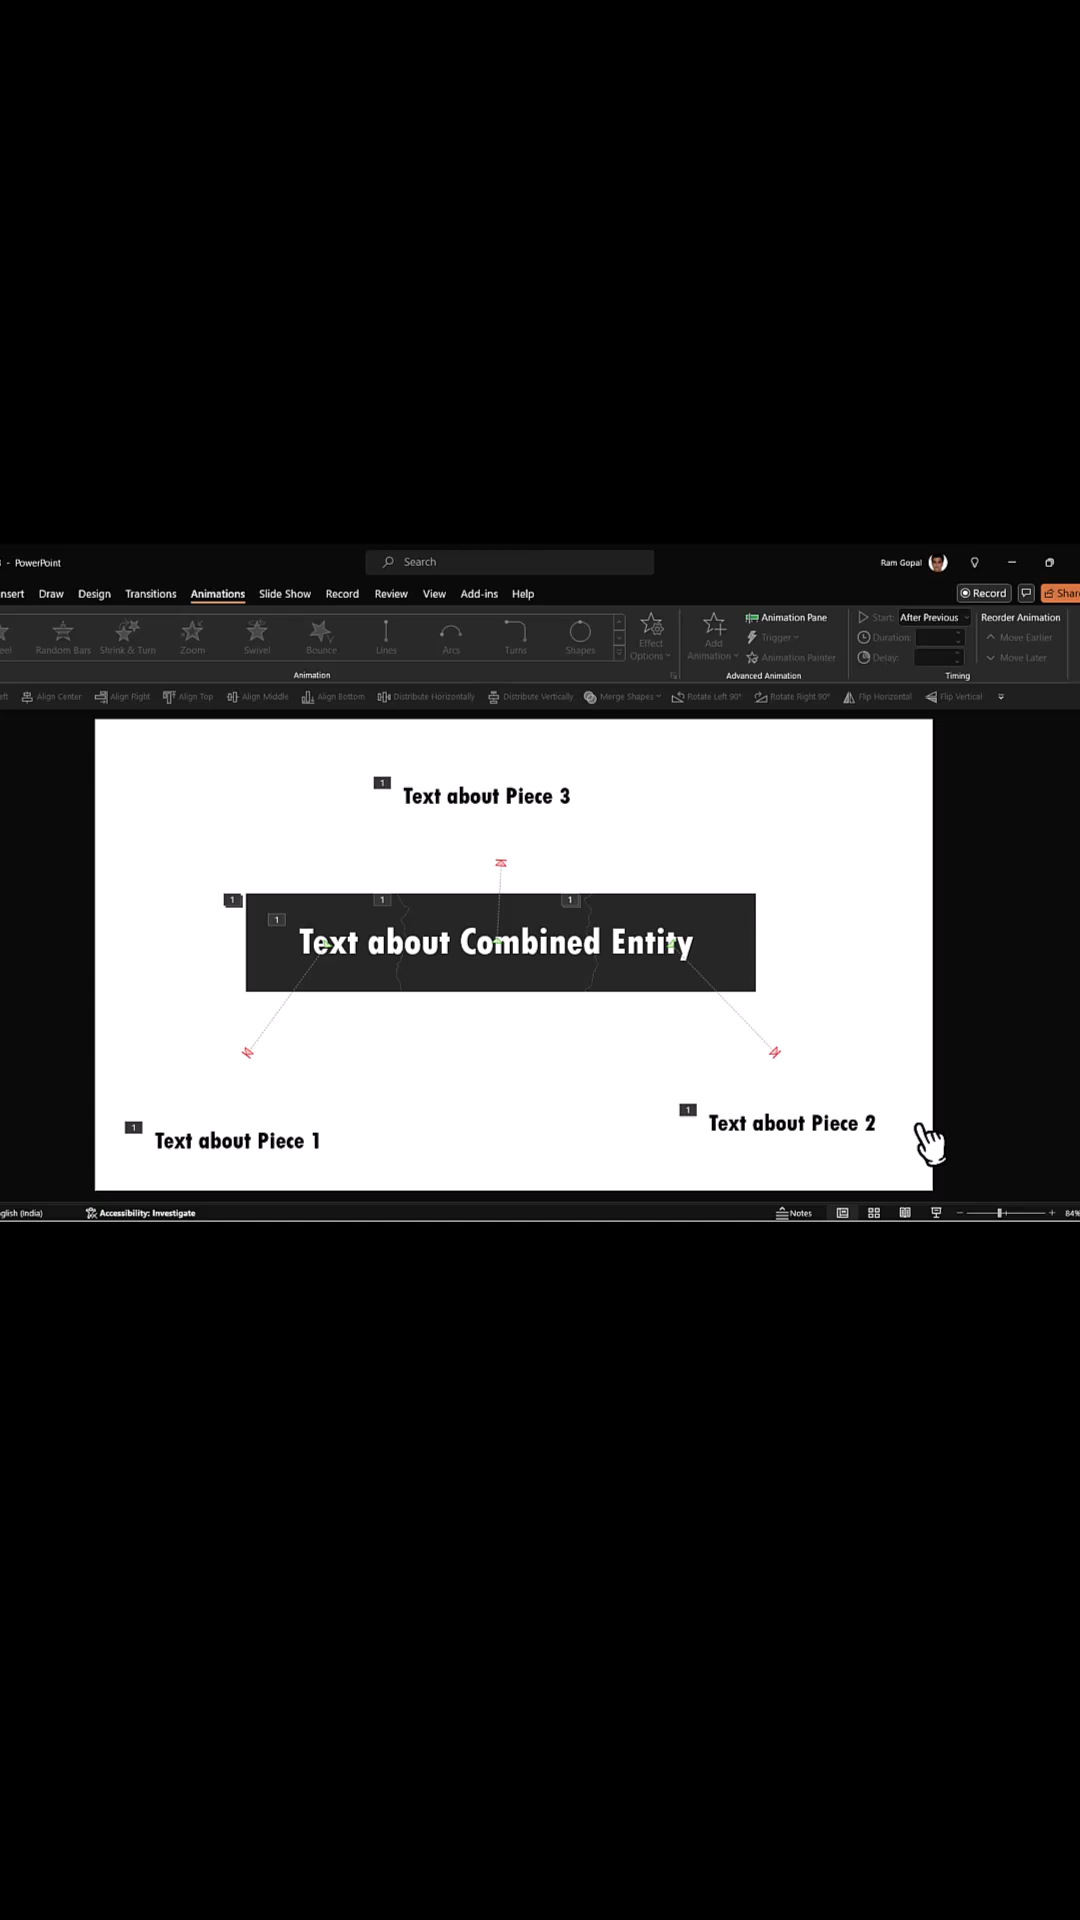 - PowerPoint
Search
Ram Gopal
Draw
Design
Transitions
Animations
Slide Show
Record
Review
View
Add-ins
Help
Record
Random Bars
Shrink & Turn
Zoom
Swivel
Bounce
Lines
Arcs
Turns
Shapes
Effect
Options
Add
Animation
Animation Pane
Trigger
Animation Painter
Start:
After Previous
Duration:
Delay:
Reorder Animation
Move Earlier
Move Later
Animation
Advanced Animation
Timing
Align Center
Align Right
Align Top
Align Middle
Align Bottom
Distribute Horizontally
Distribute Vertically
Merge Shapes
Rotate Left 90°
Rotate Right 90°
Flip Horizontal
Flip Vertical
1
Text about Piece 3
1
1
1
1
Text about Combined Entity
1
Text about Piece 2
1
Text about Piece 1
(India)
Accessibility: Investigate
Notes
84%